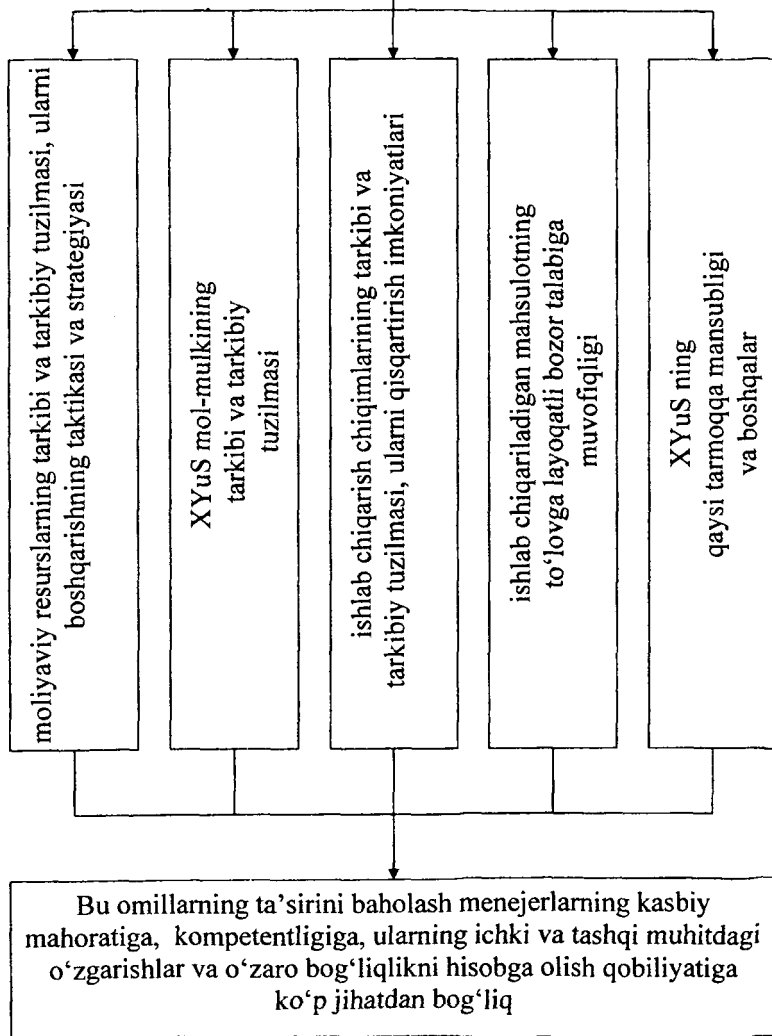 moliyaviy resurslarning tarkibi va tarkibiy tuzilmasi, ularni
boshqarishning taktikasi va strategiyasi
XYuS mol-mulkining
tarkibi va tarkibiy
tuzilmasi
ishlab chiqarish chiqimlarining tarkibi va
tarkibiy tuzilmasi, ularni qisqartirish imkoniyatlari
ishlab chiqariladigan mahsulotning
to‘lovga layoqatli bozor talabiga
muvofiqligi
XYuS ning
qaysi tarmoqqa mansubligi
va boshqalar
Bu omillarning ta’sirini baholash menejerlarning kasbiy
mahoratiga, kompetentligiga, ularning ichki va tashqi muhitdagi
o‘zgarishlar va o‘zaro bog‘liqlikni hisobga olish qobiliyatiga
ko‘p jihatdan bog‘liq